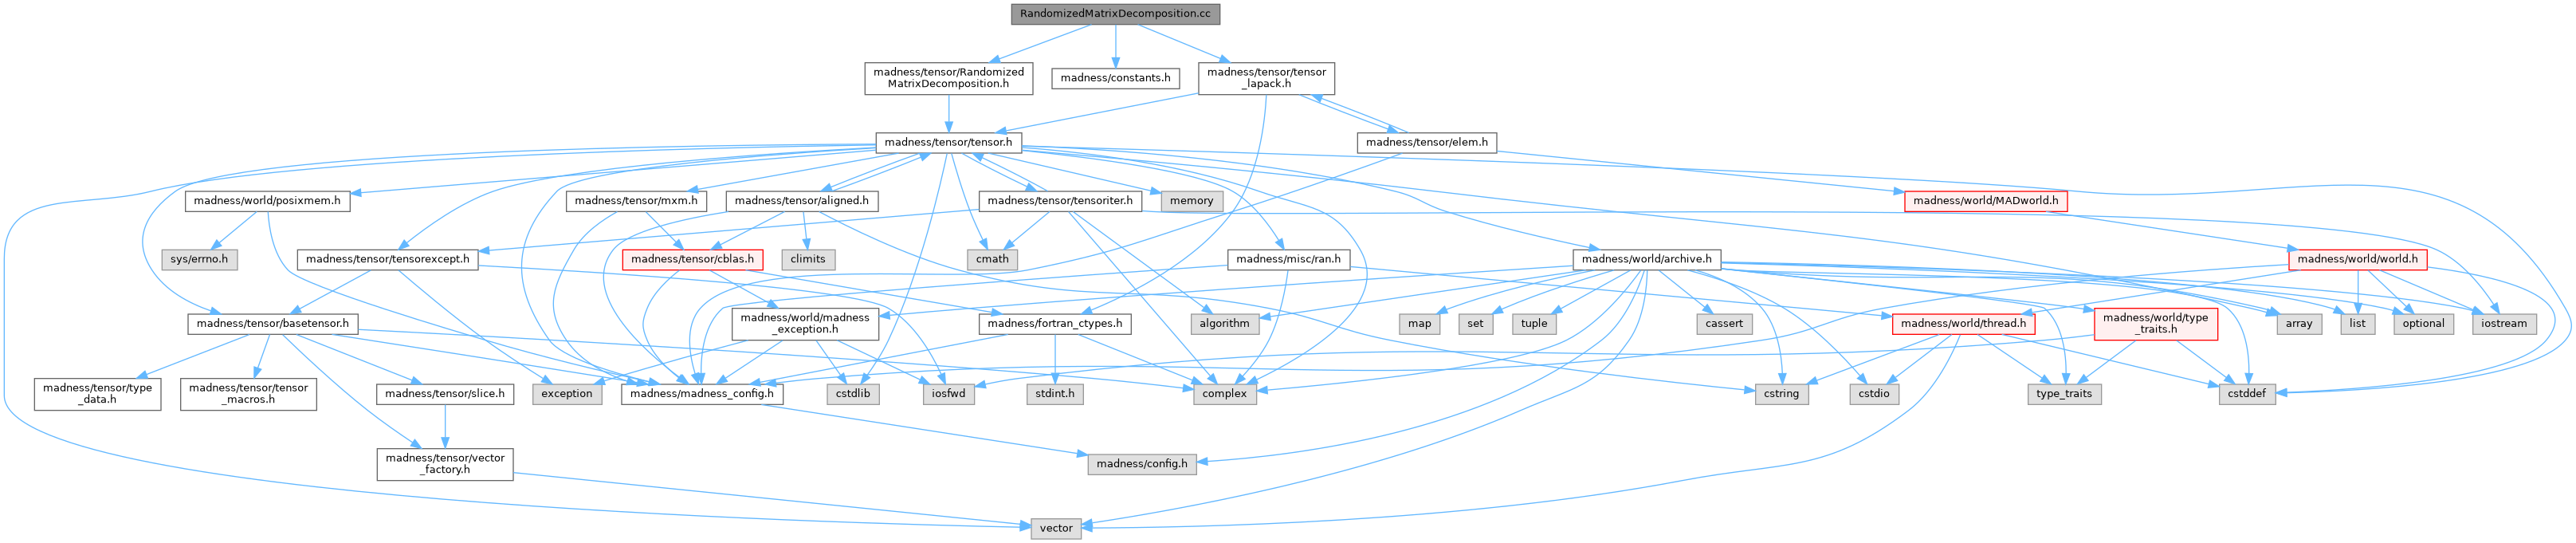 RandomizedMatrixDecomposition.cc
madness/tensor/Randomized
MatrixDecomposition.h
madness/constants.h
madness/tensor/tensor
_lapack.h
madness/tensor/tensor.h
madness/tensor/elem.h
madness/world/posixmem.h
madness/tensor/mxm.h
madness/tensor/aligned.h
madness/tensor/tensoriter.h
memory
madness/world/MADworld.h
sys/errno.h
madness/tensor/tensorexcept.h
madness/tensor/cblas.h
climits
cmath
madness/misc/ran.h
madness/world/archive.h
madness/world/world.h
madness/tensor/basetensor.h
madness/world/madness
_exception.h
madness/fortran_ctypes.h
algorithm
map
set
tuple
cassert
madness/world/thread.h
madness/world/type
_traits.h
array
list
optional
iostream
madness/tensor/type
_data.h
madness/tensor/tensor
_macros.h
madness/tensor/slice.h
exception
madness/madness_config.h
cstdlib
iosfwd
stdint.h
complex
cstring
cstdio
type_traits
cstddef
madness/tensor/vector
_factory.h
madness/config.h
vector